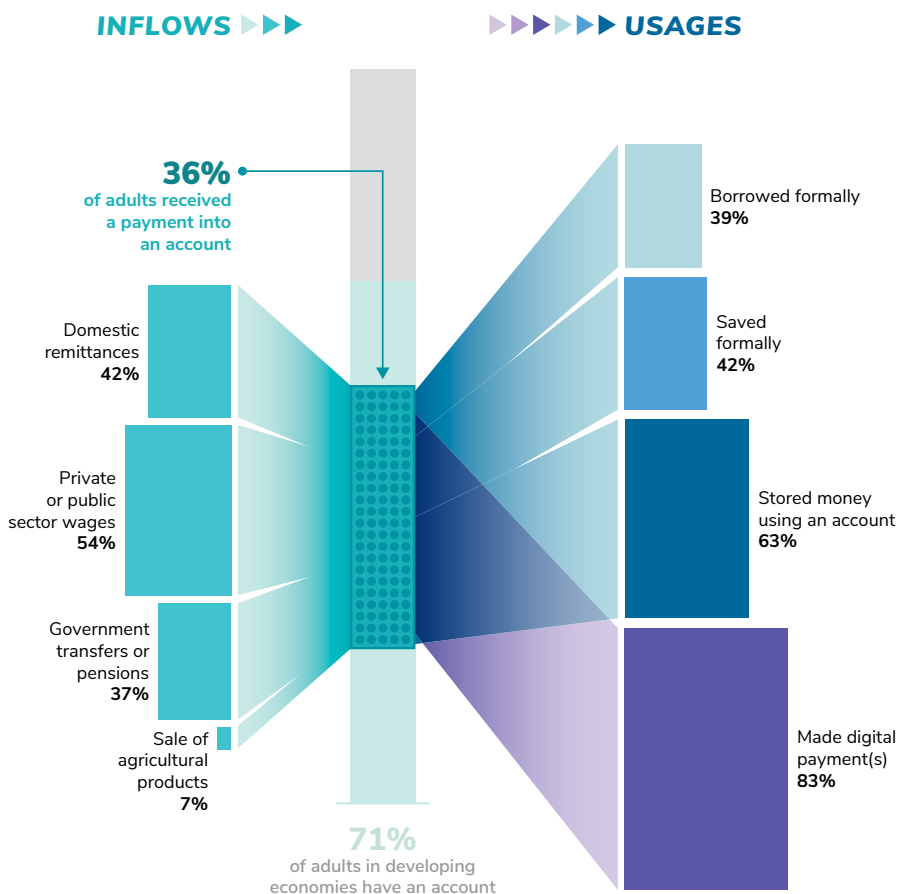 INFLOWS
USAGES
36%
of adults received
a payment into
an account
Domestic
remittances
42%
Private
or public
sector wages
54%
Government
transfers or
pensions
37%
Sale of
agricultural
products
7%
Borrowed formally
39%
Saved
formally
42%
Stored money
using an account
63%
Made digital
payment(s)
83%
71%
of adults in developing
economies have an account